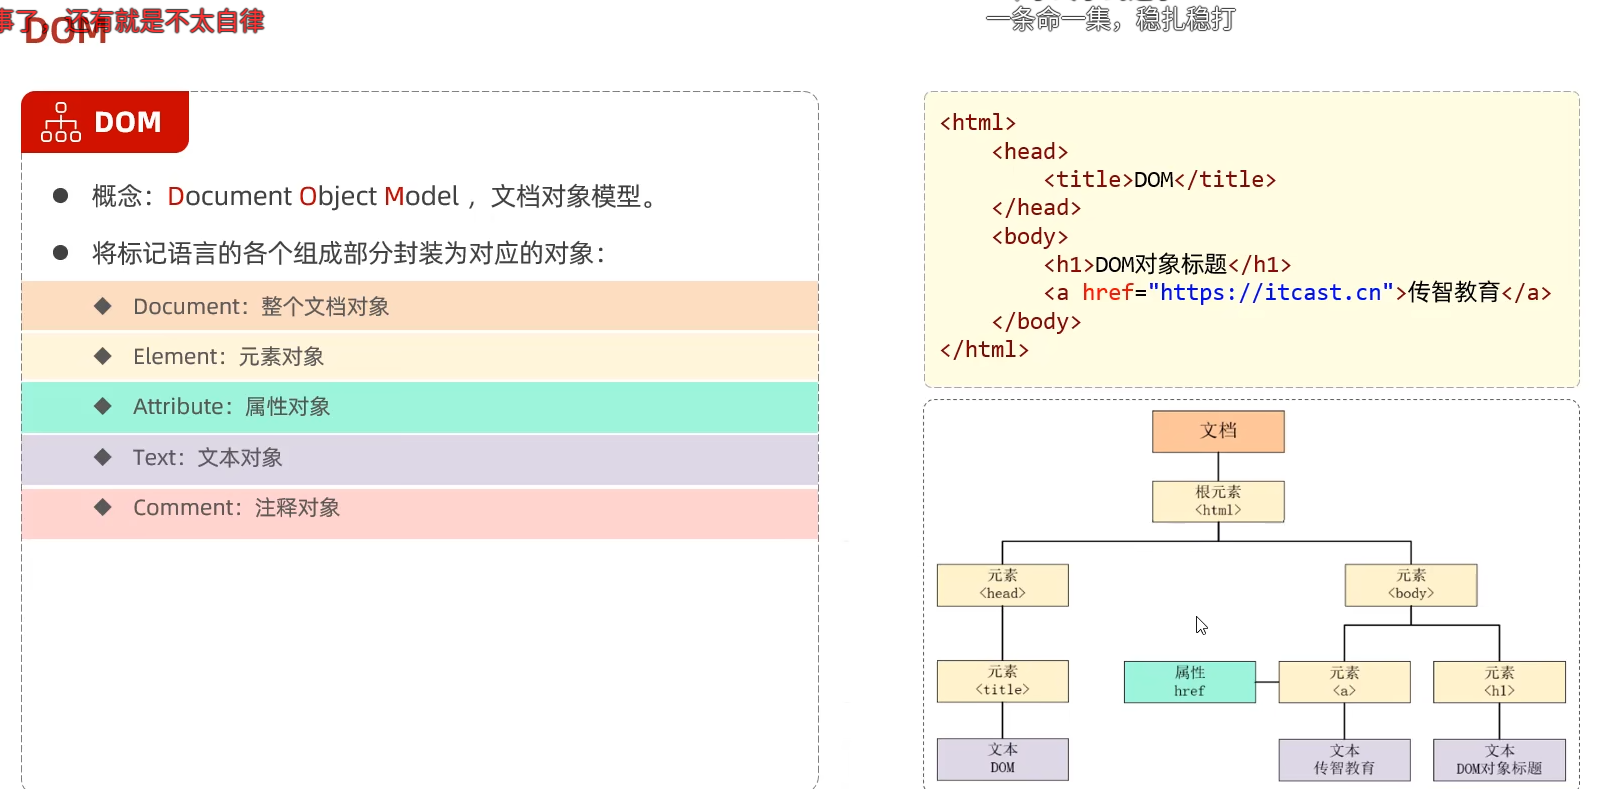 事了，还有就是不太自律
DOM
一条命一集，稳扎稳打
DOM
概念：Document Object Model ，文档对象模型。
将标记语言的各个组成部分封装为对应的对象：
Document：整个文档对象
Element：元素对象
Attribute：属性对象
Text：文本对象
Comment：注释对象
<html>
<head>
<title>DOM</title>
</head>
<body>
<h1>DOM对象标题</h1>
<a href="https://itcast.cn">传智教育</a>
</body>
</html>
文档
根元素
<html>
元素
<head>
元素
<body>
元素
<title>
属性
href
元素
<a>
元素
<h1>
文本
DOM
文本
传智教育
文本
DOM对象标题